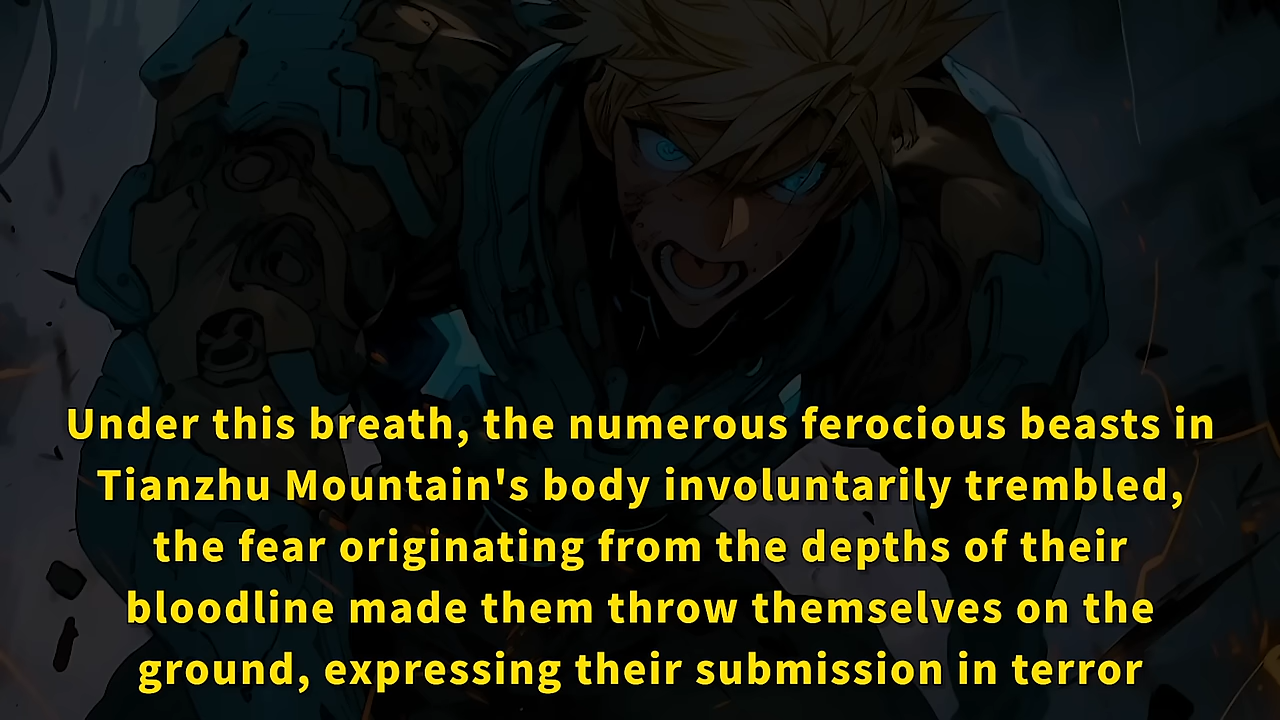 Under this breath, the numerous ferocious beasts in
Tianzhu Mountain's body involuntarily trembled,
the fear originating from the depths of their
bloodline made them throw themselves on the
ground, expressing their submission in terror